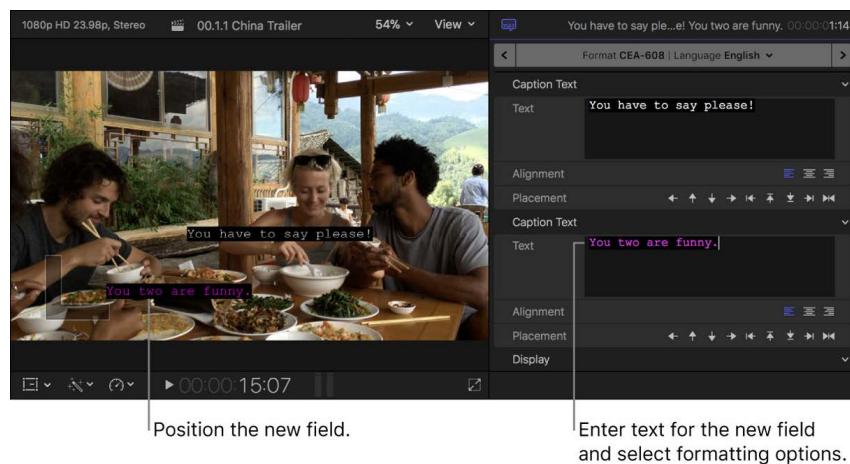 1080p HD 23.98p, Stereo
00.1.1 China Trailer
54%
View
You have to say ple...e! You two are funny.
00:00:01:14
Format CEA-608 | Language English
Caption Text
Text
You have to say please!
Alignment
Placement
Caption Text
Text
You two are funny.
Alignment
Placement
Display
You have to say please!
You two are funny.
00:00:15:07
Position the new field.
Enter text for the new field
and select formatting options.